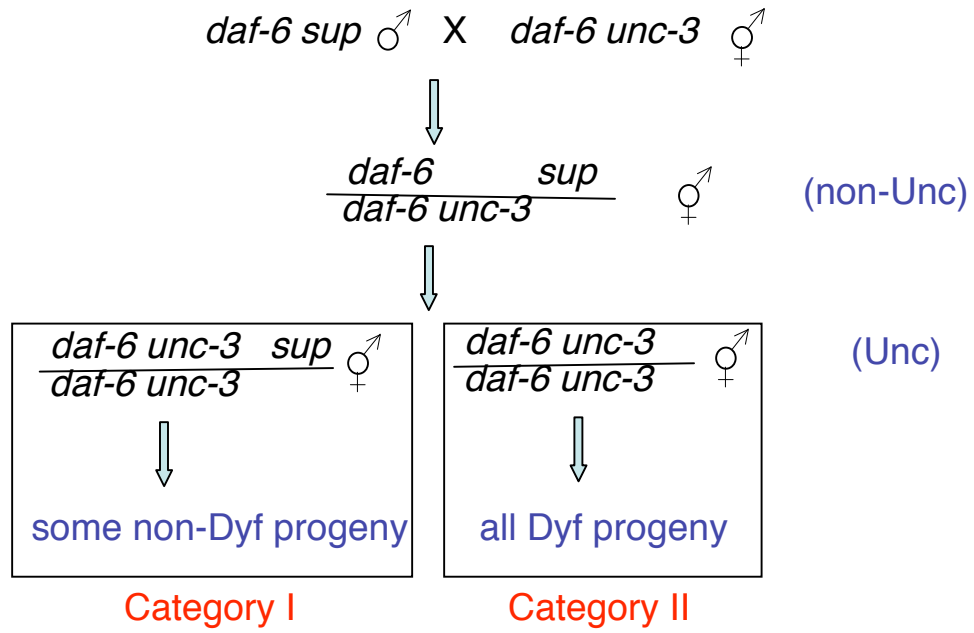 daf-6 sup ⚦ X daf-6 unc-3 ⚥
daf-6 sup
daf-6 unc-3
(non-Unc)
daf-6 unc-3 sup
daf-6 unc-3
daf-6 unc-3
daf-6 unc-3
(Unc)
some non-Dyf progeny
all Dyf progeny
Category I
Category II